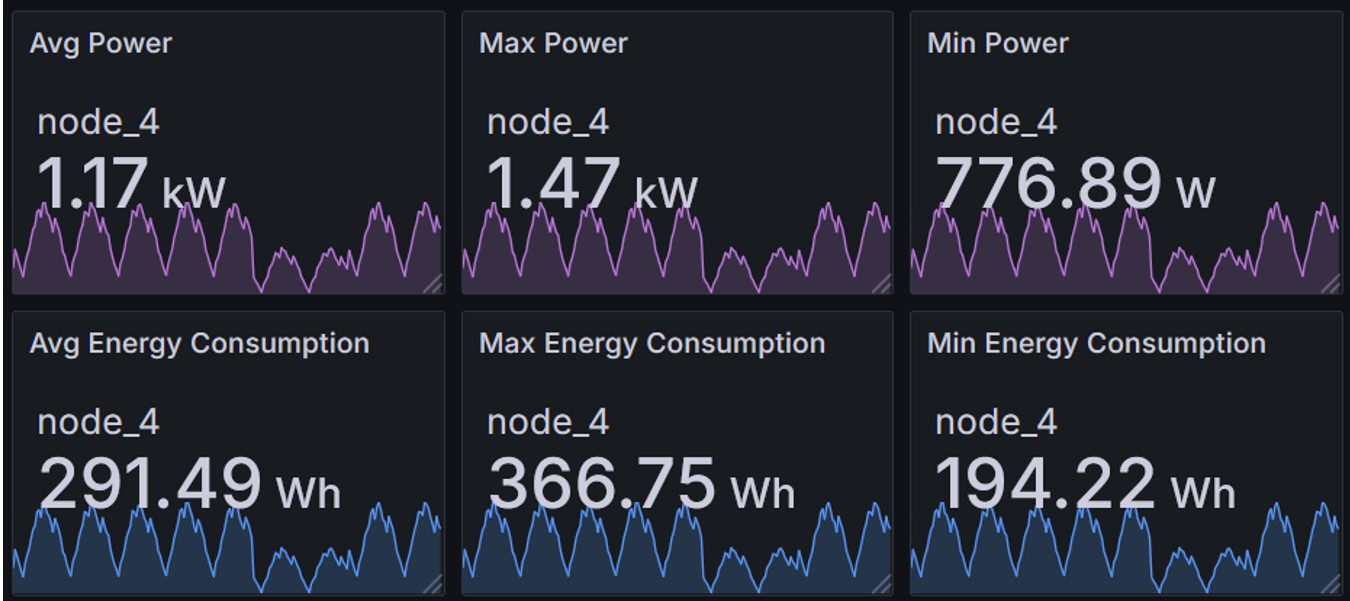 Avg Power
node_4
1.17 kW
Max Power
node_4
1.47 kW
Min Power
node_4
776.89 W
Avg Energy Consumption
node_4
291.49 Wh
Max Energy Consumption
node_4
366.75 Wh
Min Energy Consumption
node_4
194.22 Wh